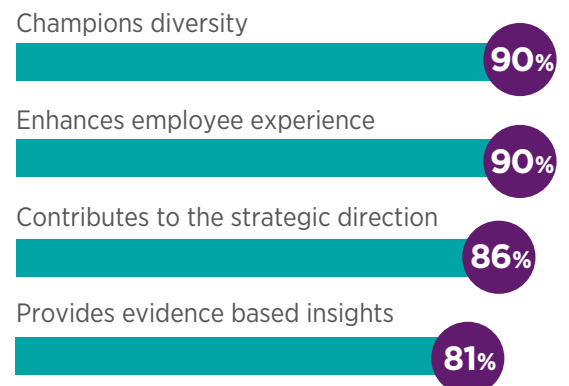 Champions diversity
90%
Enhances employee experience
90%
Contributes to the strategic direction
86%
Provides evidence based insights
81%